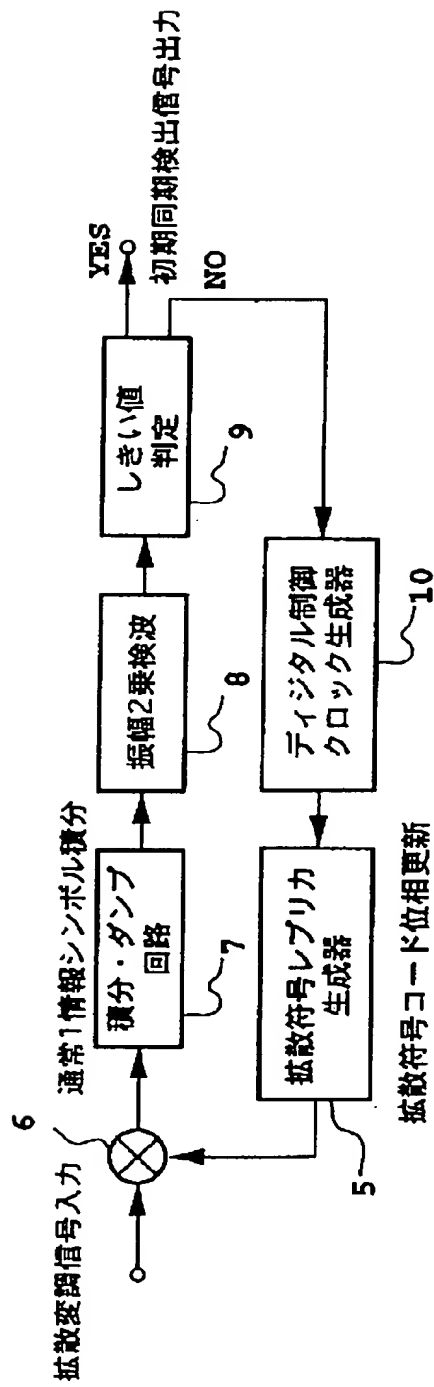 拡散変調信号入力
6
通常1情報シンボル積分
積分・ダンプ
回路
7
振幅2乗検波
8
しきい値
判定
9
YES
初期同期検出信号出力
NO
ディジタル制御
クロック生成器
10
拡散符号レプリカ
生成器
5
拡散符号コード位相更新